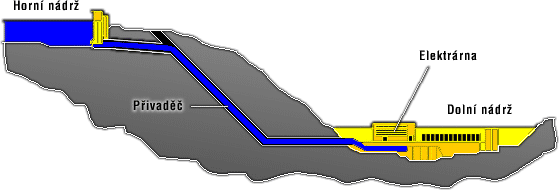 Horní nádrž
Elektrárna
Přivaděč
Dolní nádrž